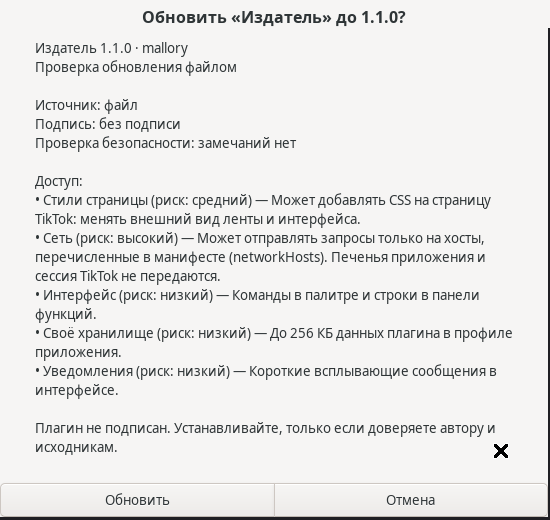 Обновить «Издатель» до 1.1.0?
Издатель 1.1.0 · mallory
Проверка обновления файлом
Источник: файл
Подпись: без подписи
Проверка безопасности: замечаний нет
Доступ:
• Стили страницы (риск: средний) — Может добавлять CSS на страницу
TikTok: менять внешний вид ленты и интерфейса.
• Сеть (риск: высокий) — Может отправлять запросы только на хосты,
перечисленные в манифесте (networkHosts). Печенья приложения и
сессия TikTok не передаются.
• Интерфейс (риск: низкий) — Команды в палитре и строки в панели
функций.
• Своё хранилище (риск: низкий) — До 256 КБ данных плагина в профиле
приложения.
• Уведомления (риск: низкий) — Короткие всплывающие сообщения в
интерфейсе.
Плагин не подписан. Устанавливайте, только если доверяете автору и
исходникам.
Обновить
Отмена